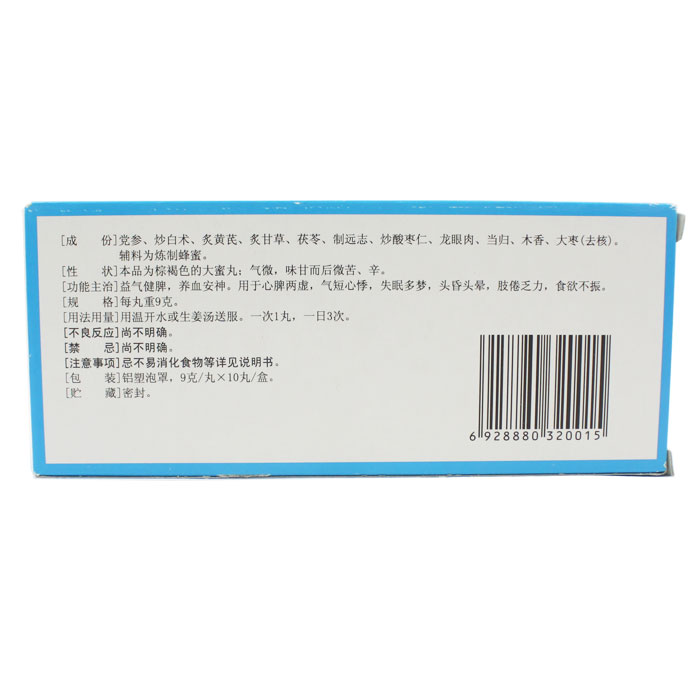 [成　份]党参、炒白术、炙黄芪、炙甘草、茯苓、制远志、炒酸枣仁、龙眼肉、当归、木香、大枣(去核)。
辅料为炼制蜂蜜。
[性　状]本品为棕褐色的大蜜丸；气微，味甘而后微苦、辛。
[功能主治]益气健脾，养血安神。用于心脾两虚，气短心悸，失眠多梦，头昏头晕，肢倦乏力，食欲不振。
[规　格]每丸重9克。
[用法用量]用温开水或生姜汤送服。一次1丸，一日3次。
[不良反应]尚不明确。
[禁　忌]尚不明确。
[注意事项]忌不易消化食物等详见说明书。
[包　装]铝塑泡罩，9克/丸×10丸/盒。
[贮　藏]密封。
6 928880 320015